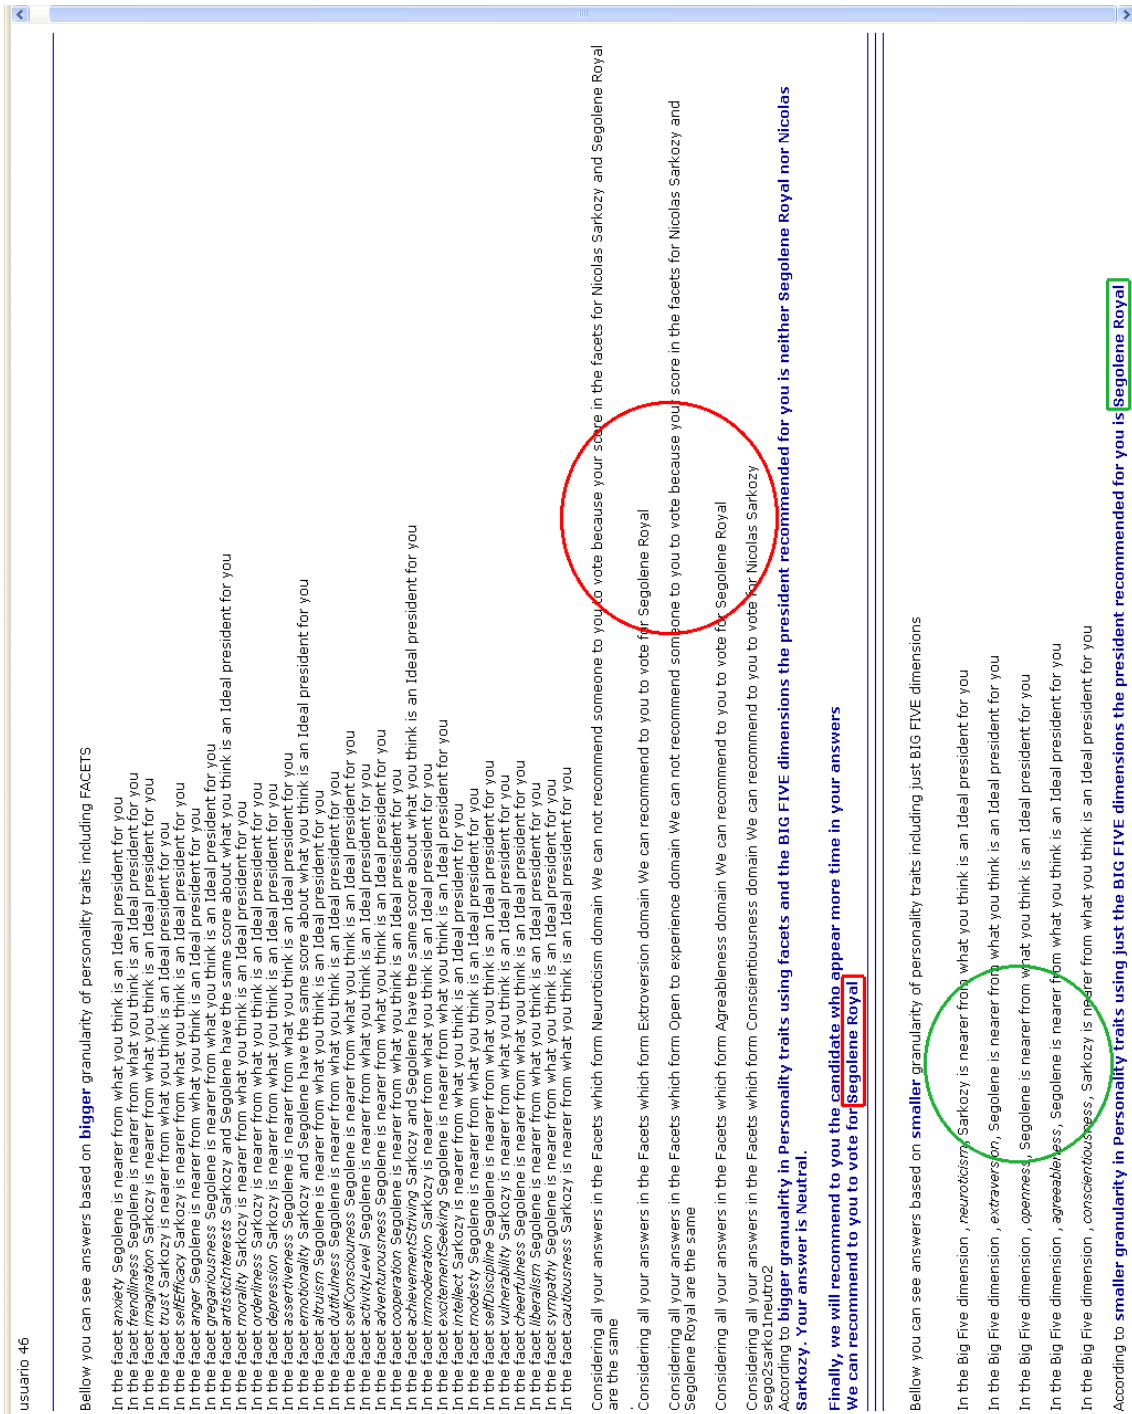 usuario 46
Bellow you can see answers based on bigger granularity of personality traits including FACETS
In the facet anxiety Segolene is nearer from what you think is an Ideal president for you
In the facet frendliness Segolene is nearer from what you think is an Ideal president for you
In the facet imagination Sarkozy is nearer from what you think is an Ideal president for you
In the facet trust Sarkozy is nearer from what you think is an Ideal president for you
In the facet selfEfficacy Sarkozy is nearer from what you think is an Ideal president for you
In the facet anger Segolene is nearer from what you think is an Ideal president for you
In the facet gregariousness Segolene is nearer from what you think is an Ideal president for you
In the facet artisticInterests Sarkozy and Segolene have the same score about what you think is an Ideal president for you
In the facet morality Sarkozy is nearer from what you think is an Ideal president for you
In the facet orderliness Sarkozy is nearer from what you think is an Ideal president for you
In the facet depression Sarkozy is nearer from what you think is an Ideal president for you
In the facet assertiveness Segolene is nearer from what you think is an Ideal president for you
In the facet emotionality Sarkozy and Segolene have the same score about what you think is an Ideal president for you
In the facet altruism Segolene is nearer from what you think is an Ideal president for you
In the facet dutifulness Segolene is nearer from what you think is an Ideal president for you
In the facet selfConsciouness Segolene is nearer from what you think is an Ideal president for you
In the facet activityLevel Segolene is nearer from what you think is an Ideal president for you
In the facet adventurousness Segolene is nearer from what you think is an Ideal president for you
In the facet cooperation Segolene is nearer from what you think is an Ideal president for you
In the facet achievementStriving Sarkozy and Segolene have the same score about what you think is an Ideal president for you
In the facet immoderation Sarkozy is nearer from what you think is an Ideal president for you
In the facet excitementSeeking Segolene is nearer from what you think is an Ideal president for you
In the facet intellect Sarkozy is nearer from what you think is an Ideal president for you
In the facet modesty Segolene is nearer from what you think is an Ideal president for you
In the facet selfDiscipline Segolene is nearer from what you think is an Ideal president for you
In the facet vulnerability Sarkozy is nearer from what you think is an Ideal president for you
In the facet cheerfulness Segolene is nearer from what you think is an Ideal president for you
In the facet liberalism Segolene is nearer from what you think is an Ideal president for you
In the facet sympathy Segolene is nearer from what you think is an Ideal president for you
In the facet cautiousness Sarkozy is nearer from what you think is an Ideal president for you
Considering all your answers in the Facets which form Neuroticism domain We can not recommend someone to you to vote because your score in the facets for Nicolas Sarkozy and Segolene Royal
are the same
.
Considering all your answers in the Facets which form Extroversion domain We can recommend to you to vote for Segolene Royal
Considering all your answers in the Facets which form Open to experience domain We can not recommend someone to you to vote because your score in the facets for Nicolas Sarkozy and
Segolene Royal are the same
Considering all your answers in the Facets which form Agreableness domain We can recommend to you to vote for Segolene Royal
Considering all your answers in the Facets which form Conscientiousness domain We can recommend to you to vote for Nicolas Sarkozy
sego2sarko1neutro2
According to bigger granualrity in Personality traits using facets and the BIG FIVE dimensions the president recommended for you is neither Segolene Royal nor Nicolas
Sarkozy. Your answer is Neutral.
Finally, we will recommend to you the candidate who appear more time in your answers
We can recommend to you to vote for Segolene Royal
Bellow you can see answers based on smaller granularity of personality traits including just BIG FIVE dimensions
In the Big Five dimension , neuroticism, Sarkozy is nearer from what you think is an Ideal president for you
In the Big Five dimension , extraversion, Segolene is nearer from what you think is an Ideal president for you
In the Big Five dimension , openness, Segolene is nearer from what you think is an Ideal president for you
In the Big Five dimension , agreeableness, Segolene is nearer from what you think is an Ideal president for you
In the Big Five dimension , conscientiousness, Sarkozy is nearer from what you think is an Ideal president for you
According to smaller granularity in Personality traits using just the BIG FIVE dimensions the president recommended for you is Segolene Royal